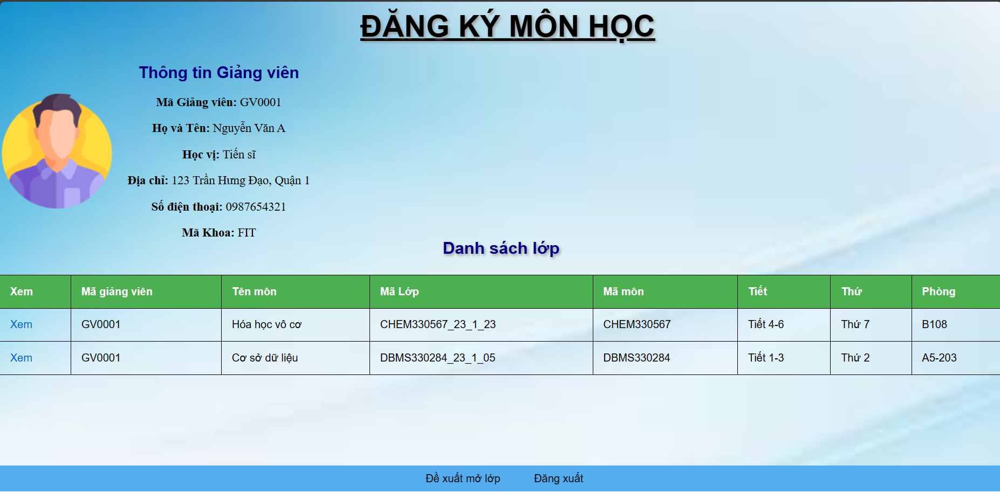 ĐĂNG KÝ MÔN HỌC
Thông tin Giảng viên
Mã Giảng viên: GV0001
Họ và Tên: Nguyễn Văn A
Học vị: Tiến sĩ
Địa chỉ: 123 Trần Hưng Đạo, Quận 1
Số điện thoại: 0987654321
Mã Khoa: FIT
Danh sách lớp
Xem Mã giảng viên Tên môn Mã Lớp Mã môn Tiết Thứ Phòng
Xem GV0001 Hóa học vô cơ CHEM330567_23_1_23 CHEM330567 Tiết 4-6 Thứ 7 B108
Xem GV0001 Cơ sở dữ liệu DBMS330284_23_1_05 DBMS330284 Tiết 1-3 Thứ 2 A5-203
Đề xuất mở lớp Đăng xuất